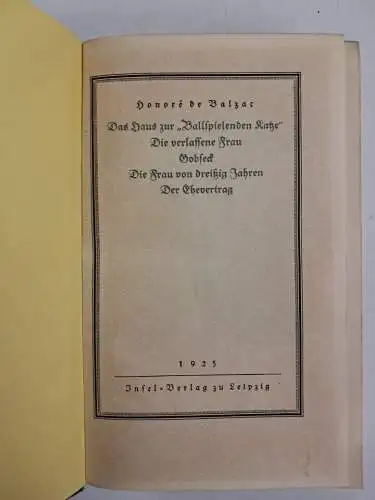 Honoré de Balzac
Das Haus zur „Ballspielenden Katze“
Die verlassene Frau
Gobseck
Die Frau von dreißig Jahren
Der Ehevertrag
1925
Insel-Verlag zu Leipzig